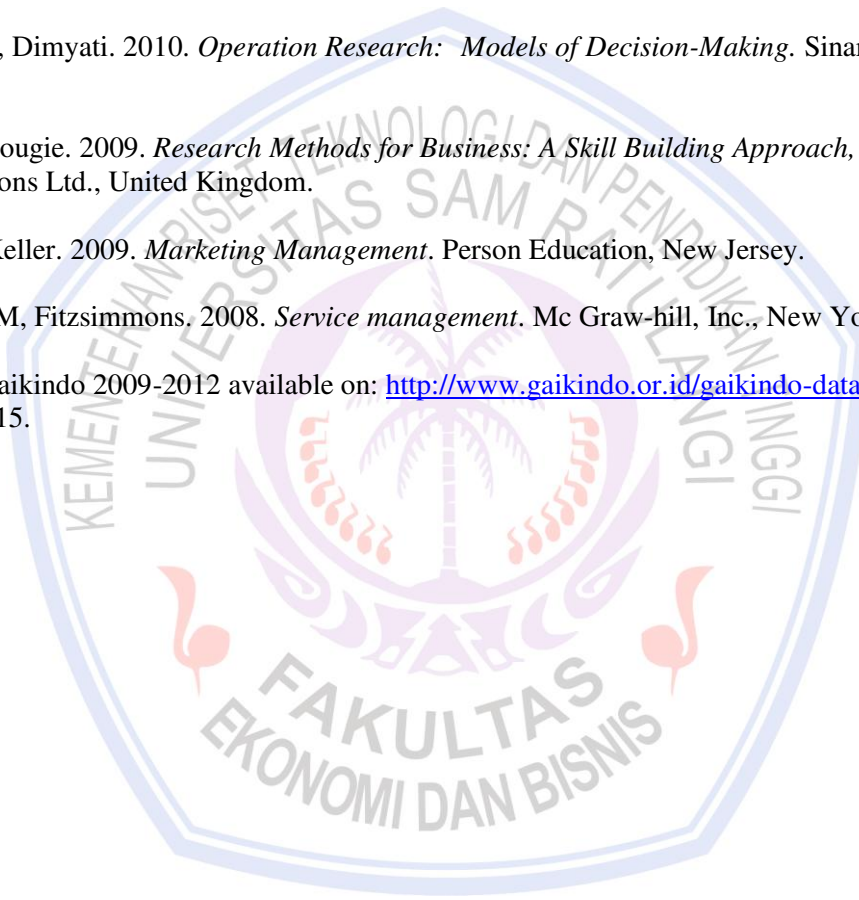 , Dimyati. 2010. Operation Research: Models of Decision-Making. Sinar
ougie. 2009. Research Methods for Business: A Skill Building Approach,
ons Ltd., United Kingdom.
Keller. 2009. Marketing Management. Person Education, New Jersey.
M, Fitzsimmons. 2008. Service management. Mc Graw-hill, Inc., New Yo
aikindo 2009-2012 available on: http://www.gaikindo.or.id/gaikindo-data
15.
KEMENTERIAN RISET TEKNOLOGI DAN PENDIDIKAN TINGGI
UNIVERSITAS SAM RATULANGI
FAKULTAS
EKONOMI DAN BISNIS